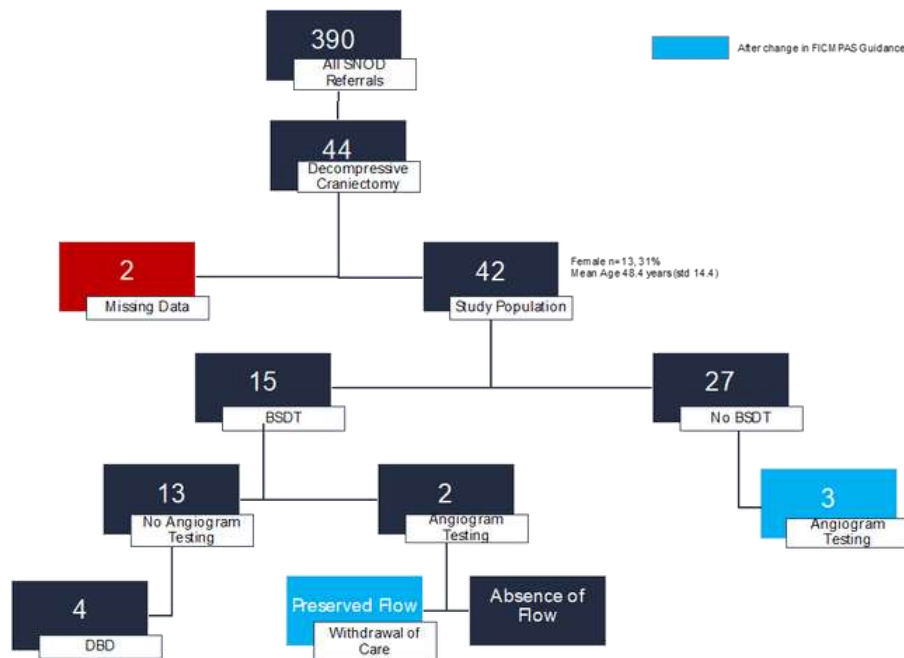 390
All SNOD
Referrals
After change in FICMPAS Guidance
44
Decompressive
Craniectomy
2
Missing Data
42
Study Population
Female n=13, 31%
Mean Age 48.4 years (std 14.4)
15
BSDT
27
No BSDT
13
No Angiogram
Testing
2
Angiogram
Testing
3
Angiogram
Testing
4
DBD
Preserved Flow
Withdrawal of
Care
Absence of
Flow